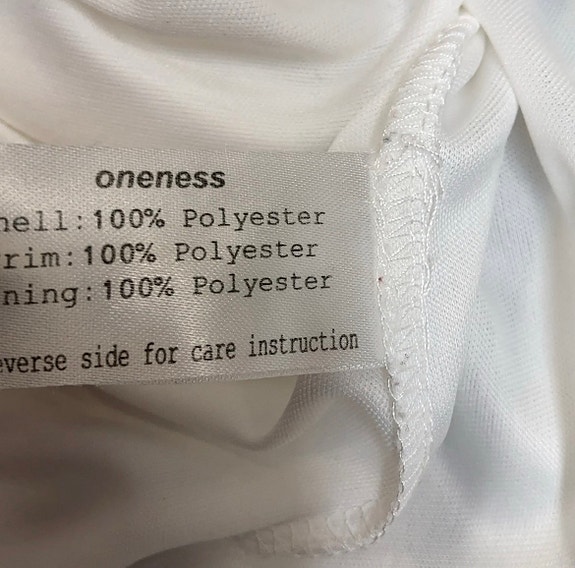 oneness
hell:100% Polyester
rim:100% Polyester
ning:100% Polyester
everse side for care instruction